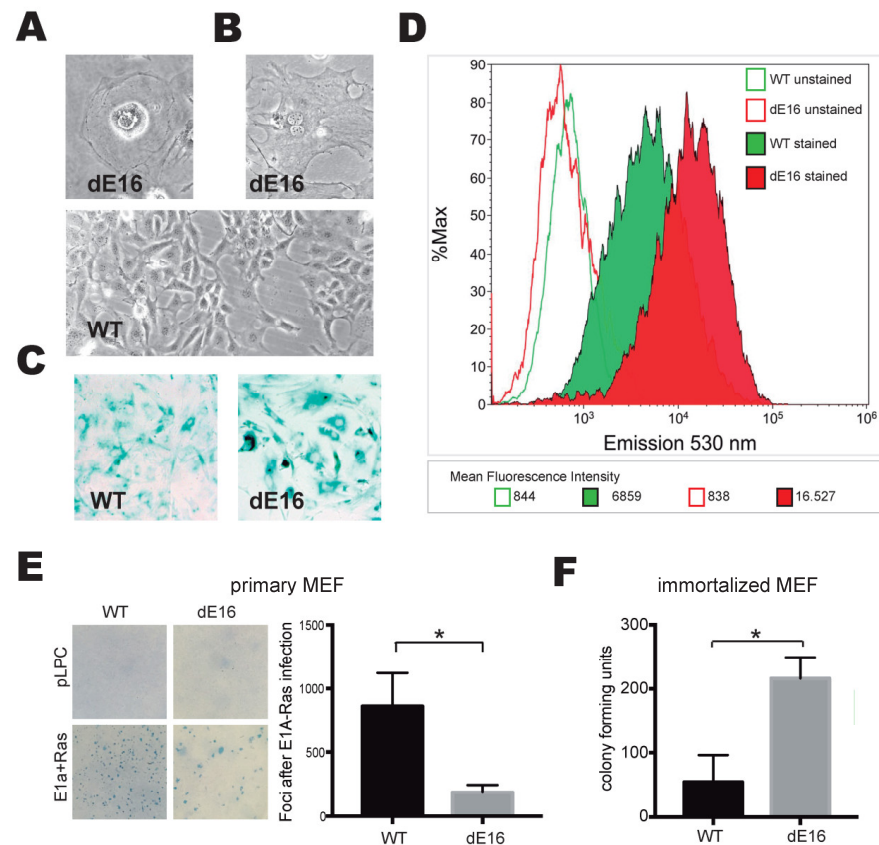 A
B
D
dE16
dE16
WT
C
WT
dE16
90
80
70
60
50
40
30
20
10
0
%Max
10³
10⁴
10⁵
10⁶
Emission 530 nm
WT unstained
dE16 unstained
WT stained
dE16 stained
Mean Fluorescence Intensity
844
6859
838
16.527
E
primary MEF
WT
dE16
pLPC
E1a+Ras
Foci after E1A-Ras infection
1500
1000
500
0
*
WT
dE16
F
immortalized MEF
colony forming units
300
200
100
0
*
WT
dE16